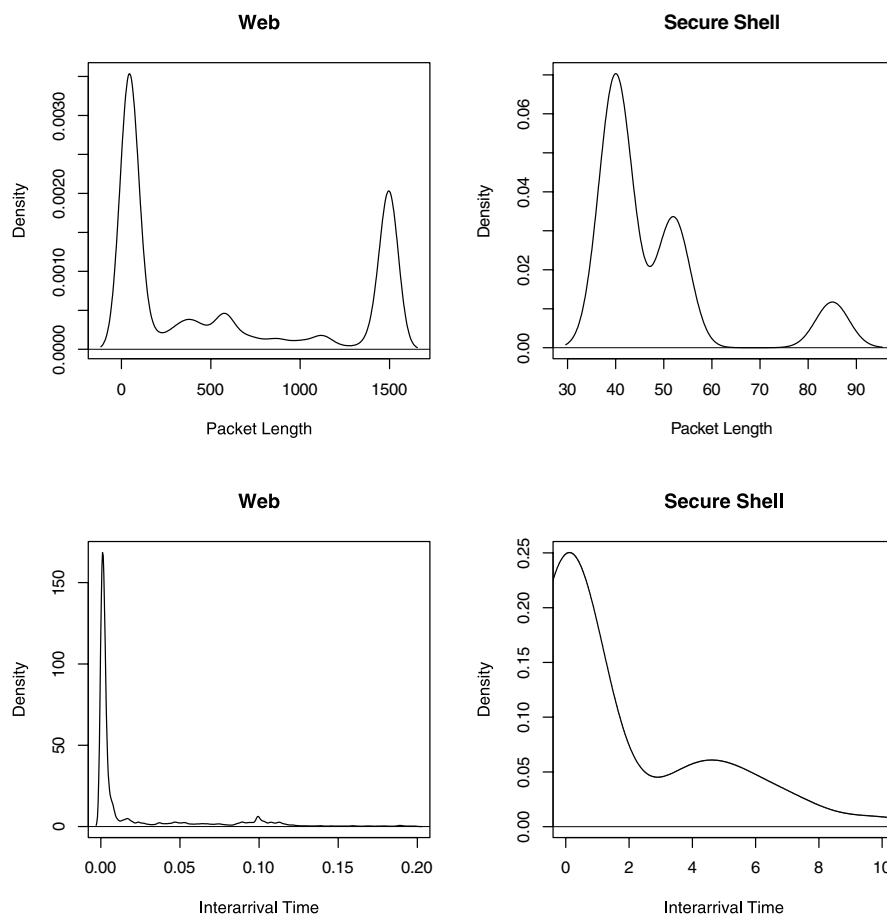 Web
Density
0.0000
0.0010
0.0020
0.0030
0 500 1000 1500
Packet Length
Secure Shell
Density
0.00
0.02
0.04
0.06
30 40 50 60 70 80 90
Packet Length
Web
Density
0
50
100
150
0.00 0.05 0.10 0.15 0.20
Interarrival Time
Secure Shell
Density
0.00
0.05
0.10
0.15
0.20
0.25
0 2 4 6 8 10
Interarrival Time